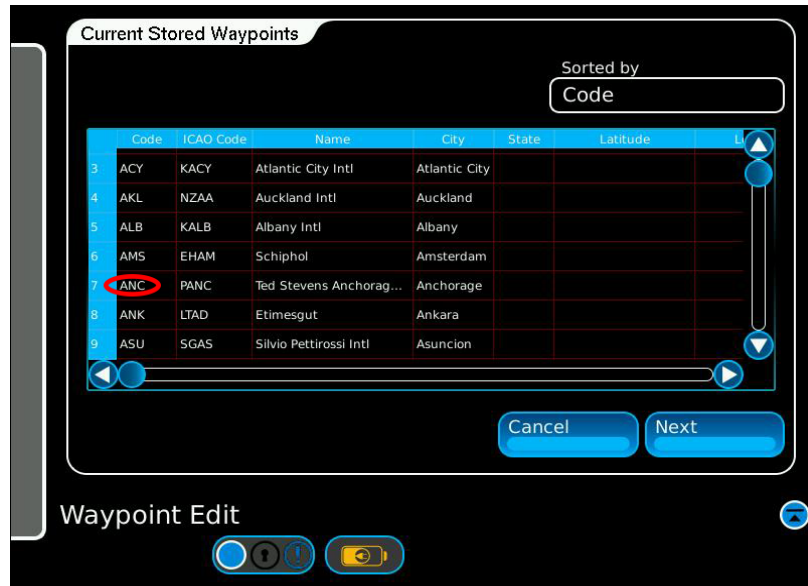 Current Stored Waypoints
Sorted by
Code
Code ICAO Code Name City State Latitude
3 ACY KACY Atlantic City Intl Atlantic City
4 AKL NZAA Auckland Intl Auckland
5 ALB KALB Albany Intl Albany
6 AMS EHAM Schiphol Amsterdam
7 ANC PANC Ted Stevens Anchorag... Anchorage
8 ANK LTAD Etimesgut Ankara
9 ASU SGAS Silvio Pettirossi Intl Asuncion
Cancel Next
Waypoint Edit